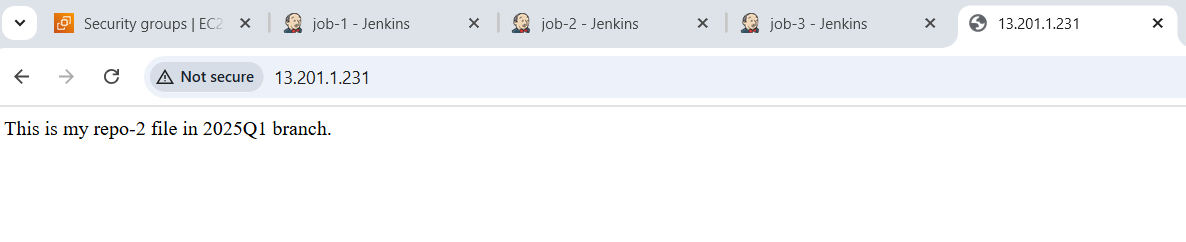 Security groups | EC2
job-1 - Jenkins
job-2 - Jenkins
job-3 - Jenkins
13.201.1.231
Not secure
13.201.1.231
This is my repo-2 file in 2025Q1 branch.